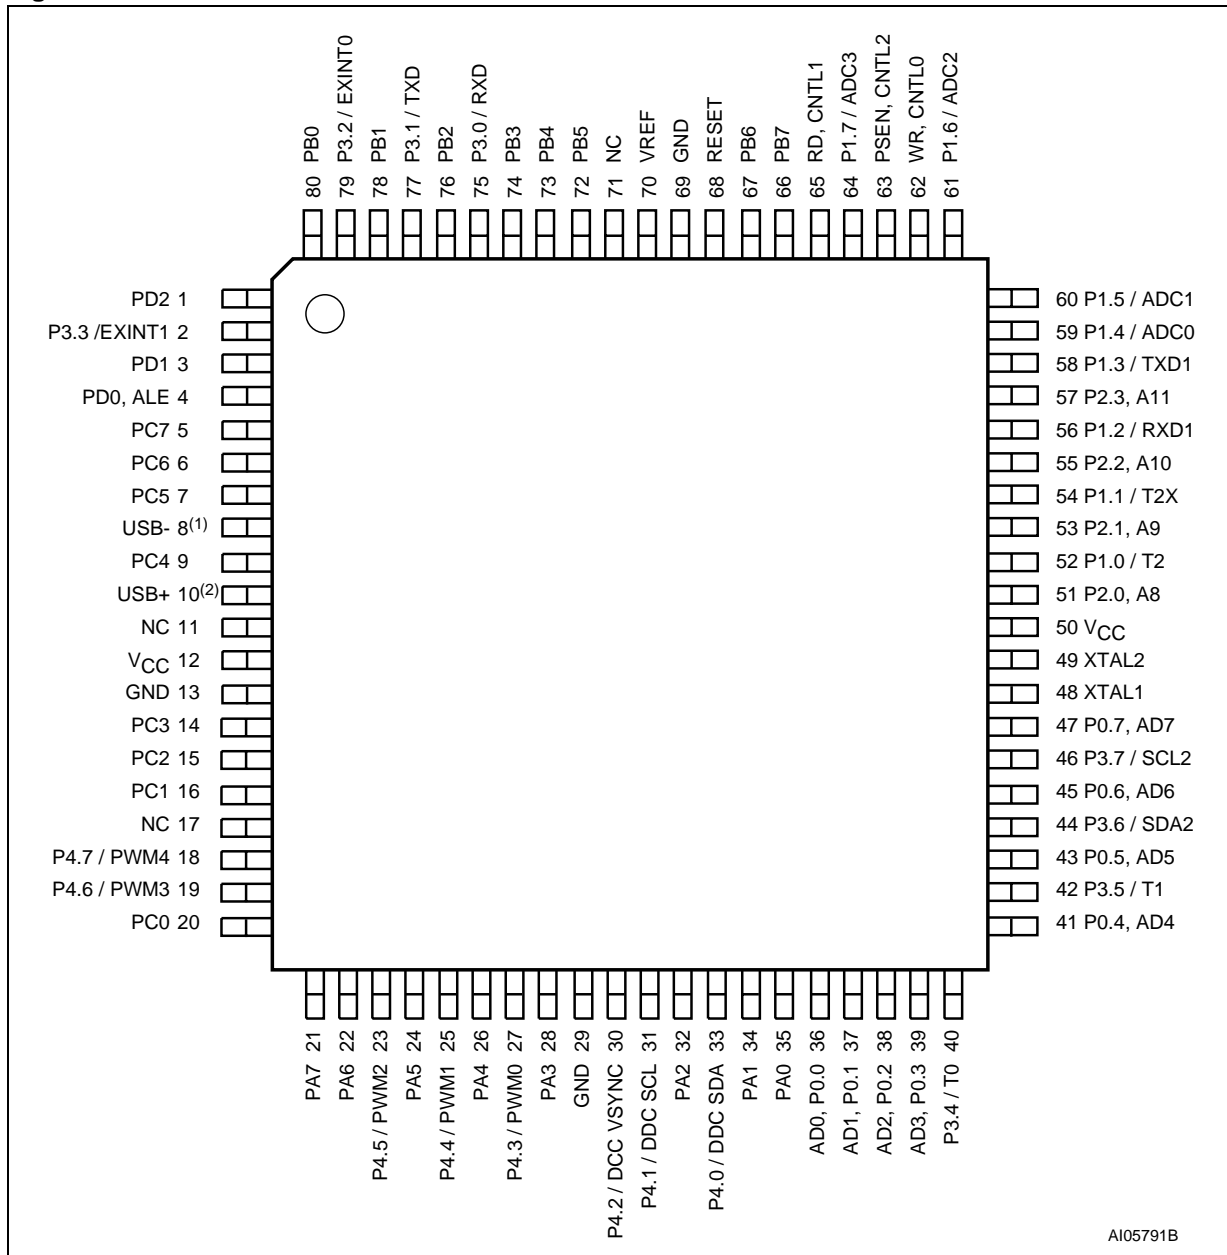 80 PB0
79 P3.2 / EXINT0
78 PB1
77 P3.1 / TXD
76 PB2
75 P3.0 / RXD
74 PB3
73 PB4
72 PB5
71 NC
70 VREF
69 GND
68 RESET
67 PB6
66 PB7
65 RD, CNTL1
64 P1.7 / ADC3
63 PSEN, CNTL2
62 WR, CNTL0
61 P1.6 / ADC2
PD2 1
P3.3 /EXINT1 2
PD1 3
PD0, ALE 4
PC7 5
PC6 6
PC5 7
USB- 8(1)
PC4 9
USB+ 10(2)
NC 11
VCC 12
GND 13
PC3 14
PC2 15
PC1 16
NC 17
P4.7 / PWM4 18
P4.6 / PWM3 19
PC0 20
60 P1.5 / ADC1
59 P1.4 / ADC0
58 P1.3 / TXD1
57 P2.3, A11
56 P1.2 / RXD1
55 P2.2, A10
54 P1.1 / T2X
53 P2.1, A9
52 P1.0 / T2
51 P2.0, A8
50 VCC
49 XTAL2
48 XTAL1
47 P0.7, AD7
46 P3.7 / SCL2
45 P0.6, AD6
44 P3.6 / SDA2
43 P0.5, AD5
42 P3.5 / T1
41 P0.4, AD4
PA7 21
PA6 22
P4.5 / PWM2 23
PA5 24
P4.4 / PWM1 25
PA4 26
P4.3 / PWM0 27
PA3 28
GND 29
P4.2 / DCC VSYNC 30
P4.1 / DDC SCL 31
PA2 32
P4.0 / DDC SDA 33
PA1 34
PA0 35
AD0, P0.0 36
AD1, P0.1 37
AD2, P0.2 38
AD3, P0.3 39
P3.4 / T0 40
AI05791B